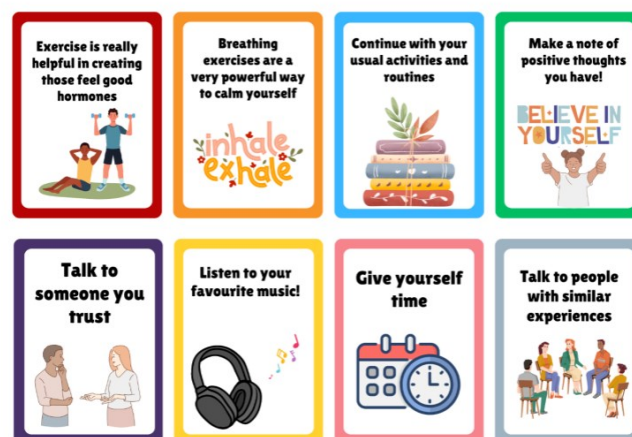 Exercise is really
helpful in creating
those feel good
hormones
Breathing
exercises are a
very powerful way
to calm yourself
inhale
exhale
Continue with your
usual activities and
routines
Make a note of
positive thoughts
you have!
BELIEVE IN
YOURSELF
Talk to
someone you
trust
Listen to your
favourite music!
Give yourself
time
Talk to people
with similar
experiences